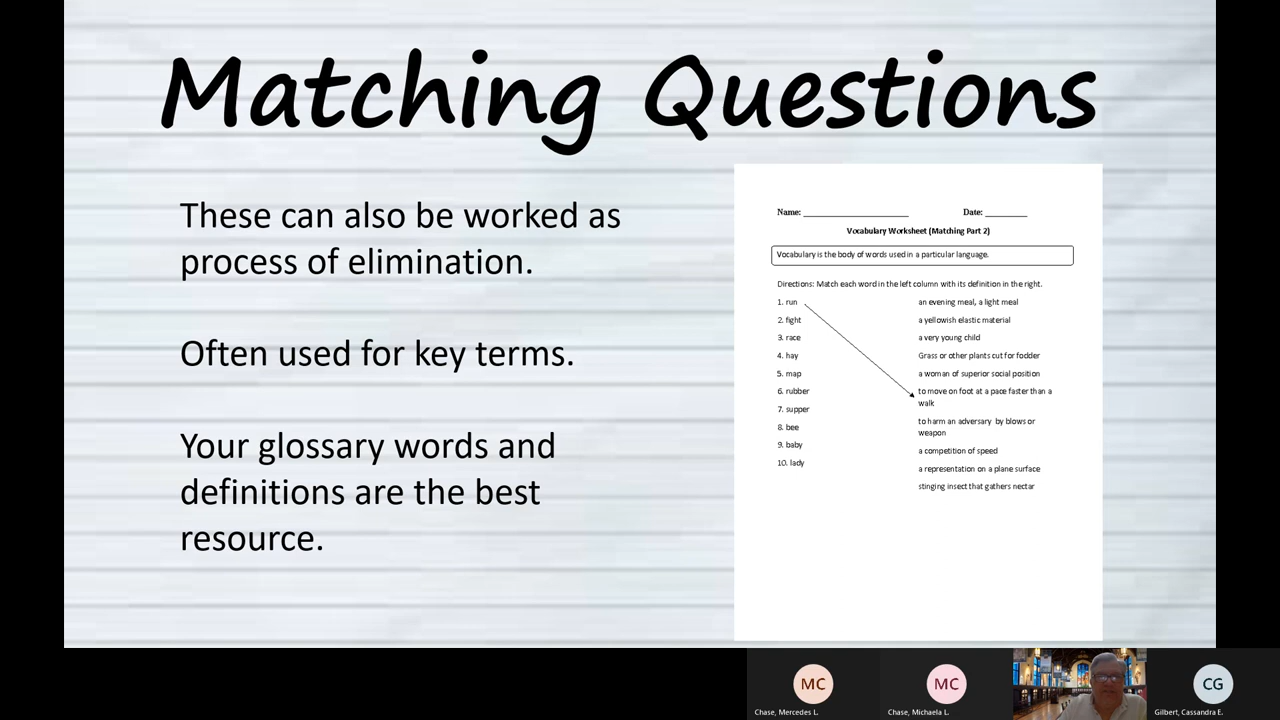 Matching Questions
These can also be worked as
process of elimination.
Often used for key terms.
Your glossary words and
definitions are the best
resource.
Name: _________________________ Date: __________
Vocabulary Worksheet (Matching Part 2)
Vocabulary is the body of words used in a particular language.
Directions: Match each word in the left column with its definition in the right.
1. run an evening meal, a light meal
2. fight a yellowish elastic material
3. race a very young child
4. hay Grass or other plants cut for fodder
5. map a woman of superior social position
6. rubber to move on foot at a pace faster than a
walk
7. supper
8. bee to harm an adversary by blows or
weapon
9. baby a competition of speed
10. lady a representation on a plane surface
stinging insect that gathers nectar
MC MC CG
Chase, Mercedes L. Chase, Michaela L. Gilbert, Cassandra E.